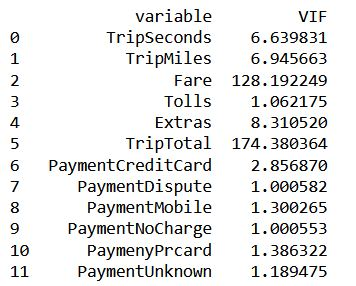 variable VIF
0 TripSeconds 6.639831
1 TripMiles 6.945663
2 Fare 128.192249
3 Tolls 1.062175
4 Extras 8.310520
5 TripTotal 174.380364
6 PaymentCreditCard 2.856870
7 PaymentDispute 1.000582
8 PaymentMobile 1.300265
9 PaymentNoCharge 1.000553
10 PaymenyPrcard 1.386322
11 PaymentUnknown 1.189475